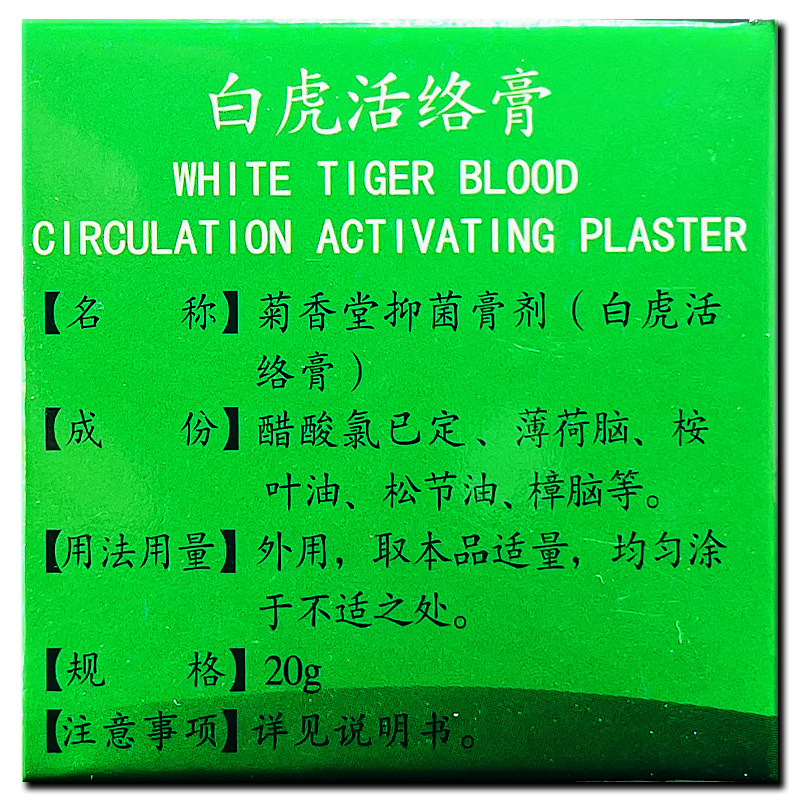 白虎活络膏
WHITE TIGER BLOOD
CIRCULATION ACTIVATING PLASTER
【名 称】菊香堂抑菌膏剂（白虎活
络膏）
【成 份】醋酸氯已定、薄荷脑、桉
叶油、松节油、樟脑等。
【用法用量】外用，取本品适量，均匀涂
于不适之处。
【规 格】20g
【注意事项】详见说明书。